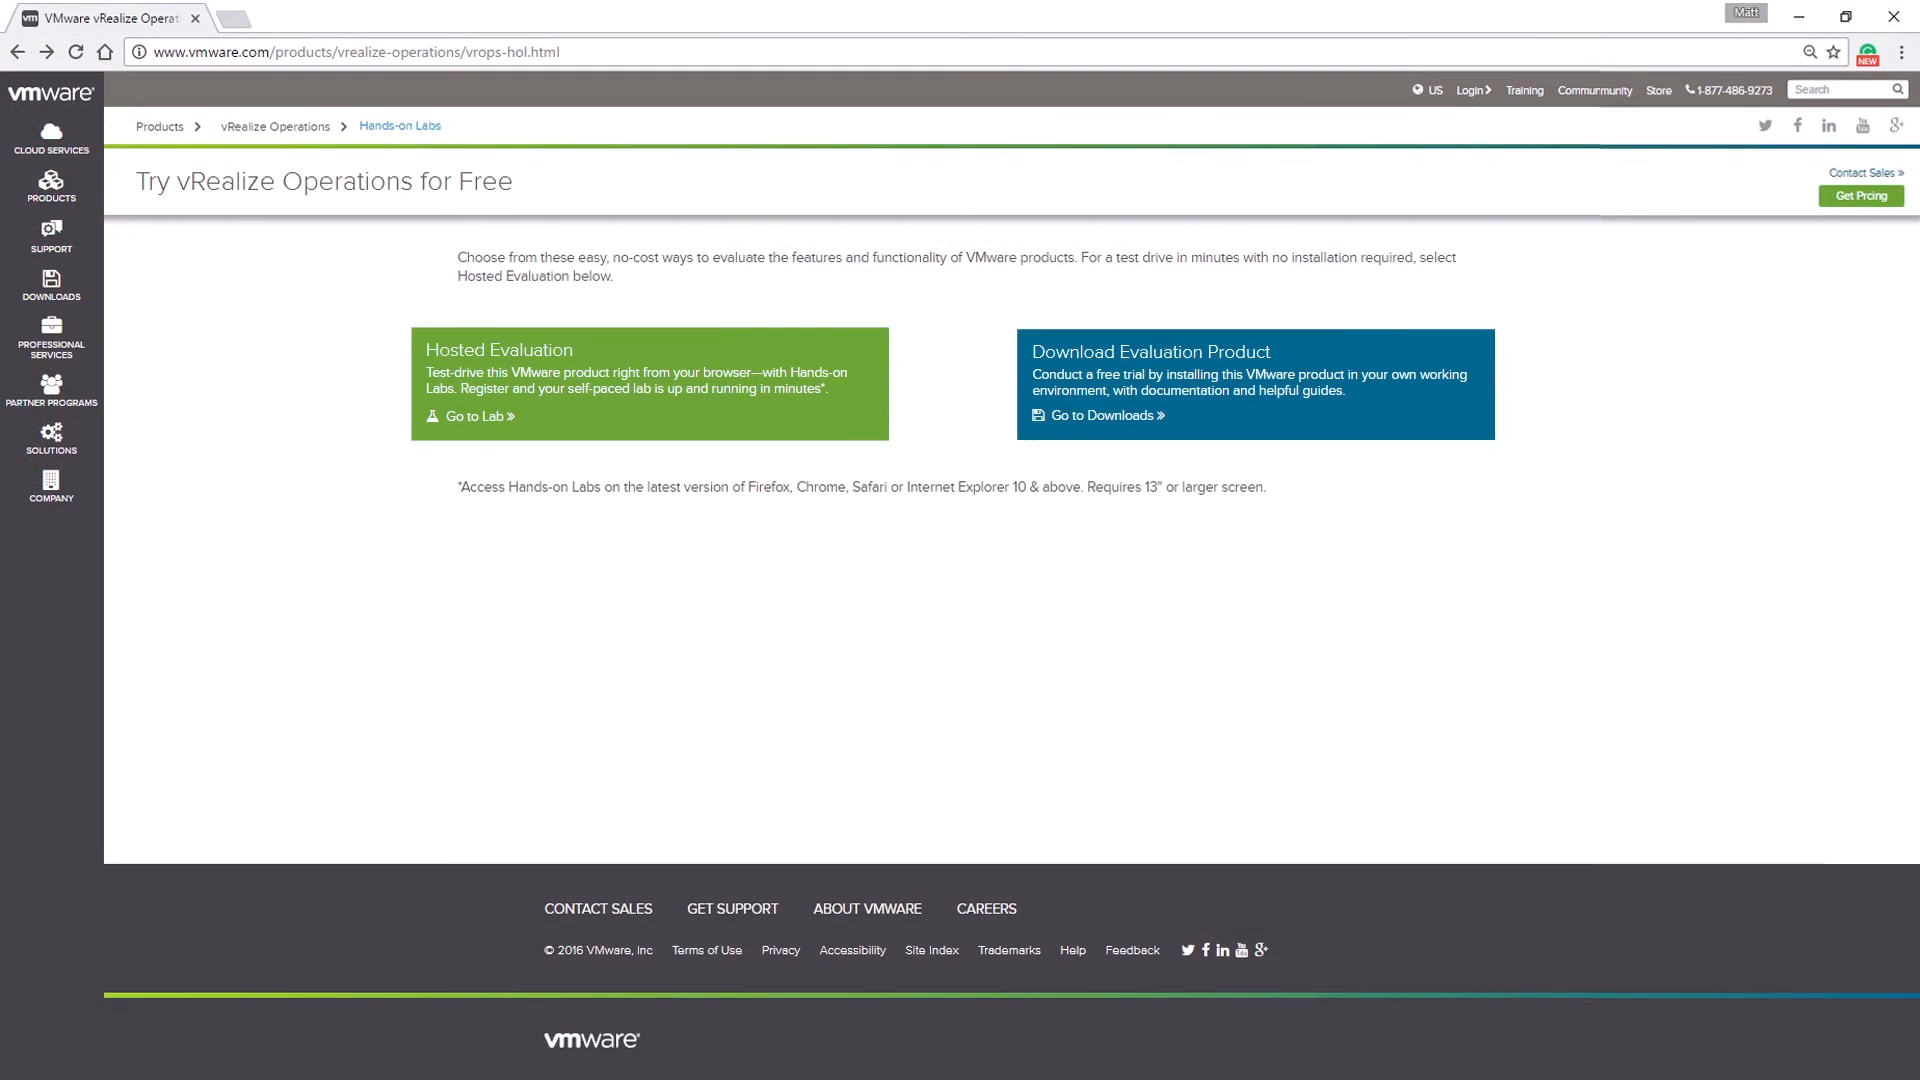 vm VMware vRealize Operat
Matt
www.vmware.com/products/vrealize-operations/vrops-hol.html
NEW
vmware
US Login Training Commurmunity Store 1-877-486-9273 Search
Products vRealize Operations Hands-on Labs
You Tube
CLOUD SERVICES
Try vRealize Operations for Free
Contact Sales »
Get Prcing
PRODUCTS
SUPPORT
DOWNLOADS
PROFESSIONAL
SERVICES
PARTNER PROGRAMS
SOLUTIONS
COMPANY
Choose from these easy, no-cost ways to evaluate the features and functionality of VMware products. For a test drive in minutes with no installation required, select
Hosted Evaluation below.
Hosted Evaluation
Test-drive this VMware product right from your browser—with Hands-on
Labs. Register and your self-paced lab is up and running in minutes*.
Go to Lab »
Download Evaluation Product
Conduct a free trial by installing this VMware product in your own working
environment, with documentation and helpful guides.
Go to Downloads »
*Access Hands-on Labs on the latest version of Firefox, Chrome, Safari or Internet Explorer 10 & above. Requires 13" or larger screen.
CONTACT SALES GET SUPPORT ABOUT VMWARE CAREERS
© 2016 VMware, Inc Terms of Use Privacy Accessibility Site Index Trademarks Help Feedback
vmware